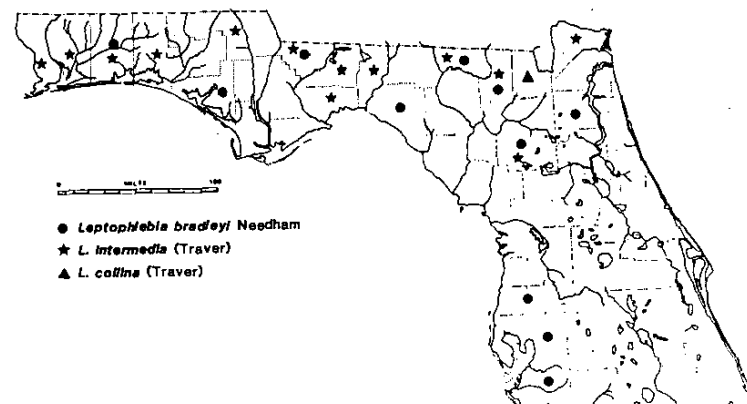 0 MILES 100
● Leptophlebia bradleyi Needham
★ L. intermedia (Traver)
▲ L. collina (Traver)